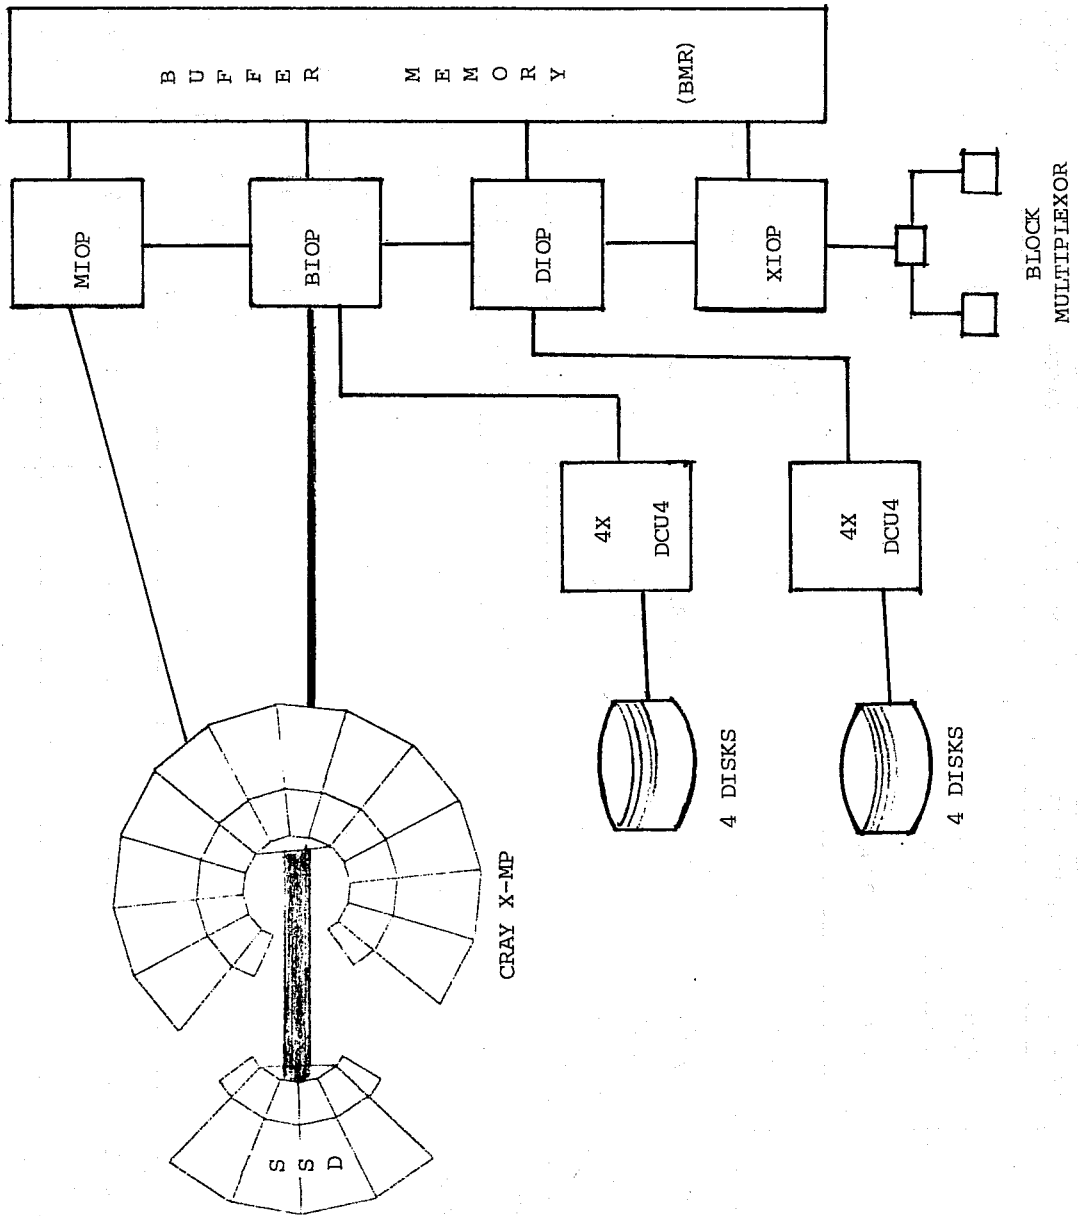 BUFFER MEMORY (BMR)
MIOP
BIOP
DIOP
XIOP
BLOCK
MULTIPLEXOR
4X
DCU4
4X
DCU4
4 DISKS
4 DISKS
CRAY X-MP
SSD